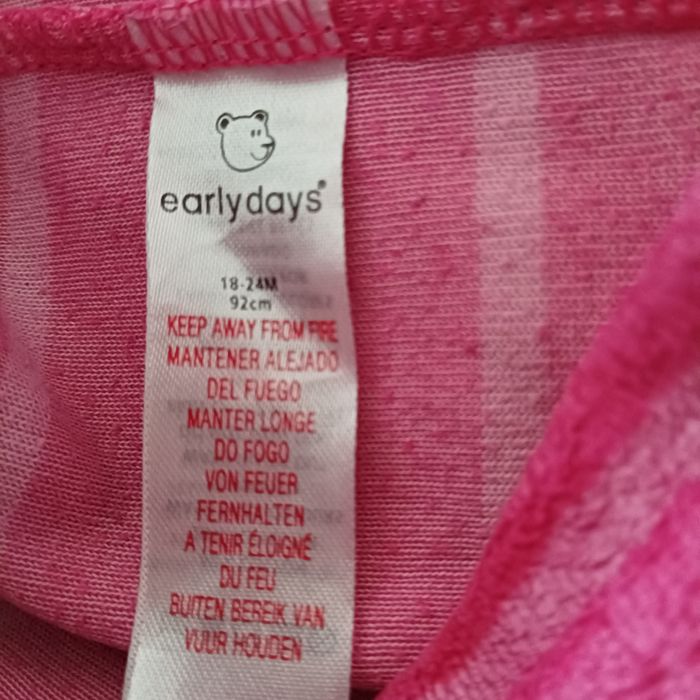 earlydays®
18-24M
92cm
KEEP AWAY FROM FIRE
MANTENER ALEJADO
DEL FUEGO
MANTER LONGE
DO FOGO
VON FEUER
FERNHALTEN
A TENIR ÉLOIGNÉ
DU FEU
BUITEN BEREIK VAN
VUUR HOUDEN